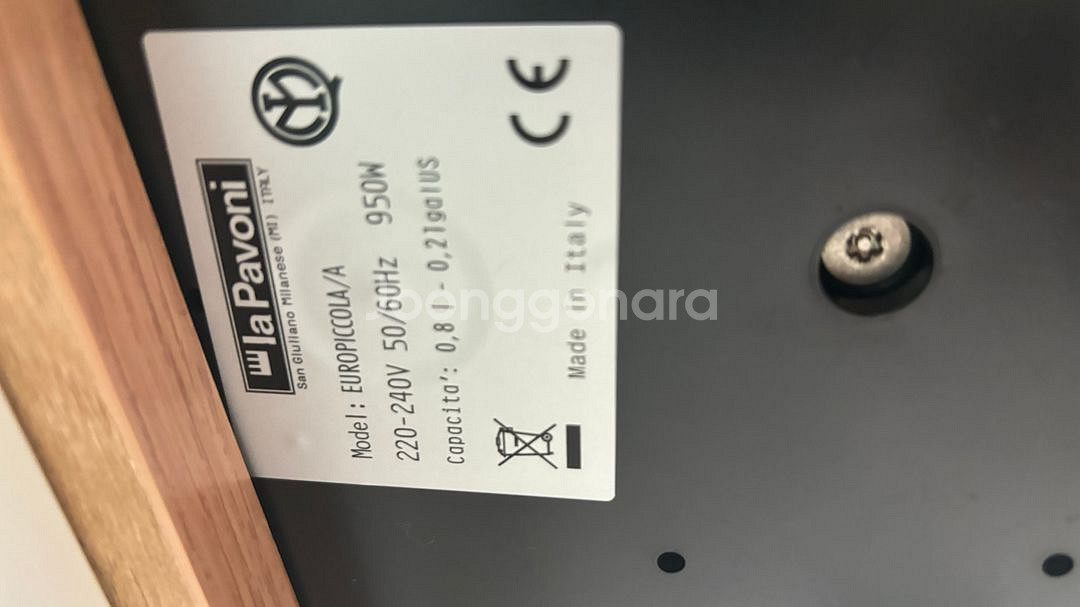 la Pavoni
San Giuliano Milanese (MI) ITALY
Model: EUROPICCOLA/A
220-240V 50/60Hz 950W
Capacita': 0,8 l - 0,21galUS
Made in Italy
CE
joonggonara